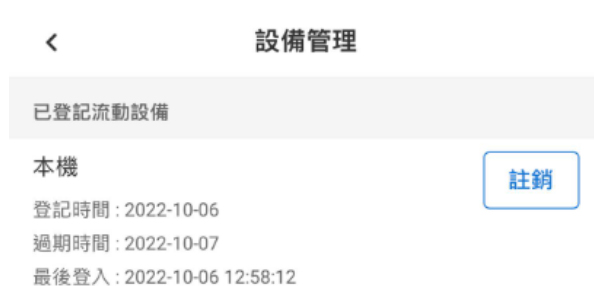 設備管理
已登記流動設備
本機
註銷
登記時間 : 2022-10-06
過期時間 : 2022-10-07
最後登入 : 2022-10-06 12:58:12